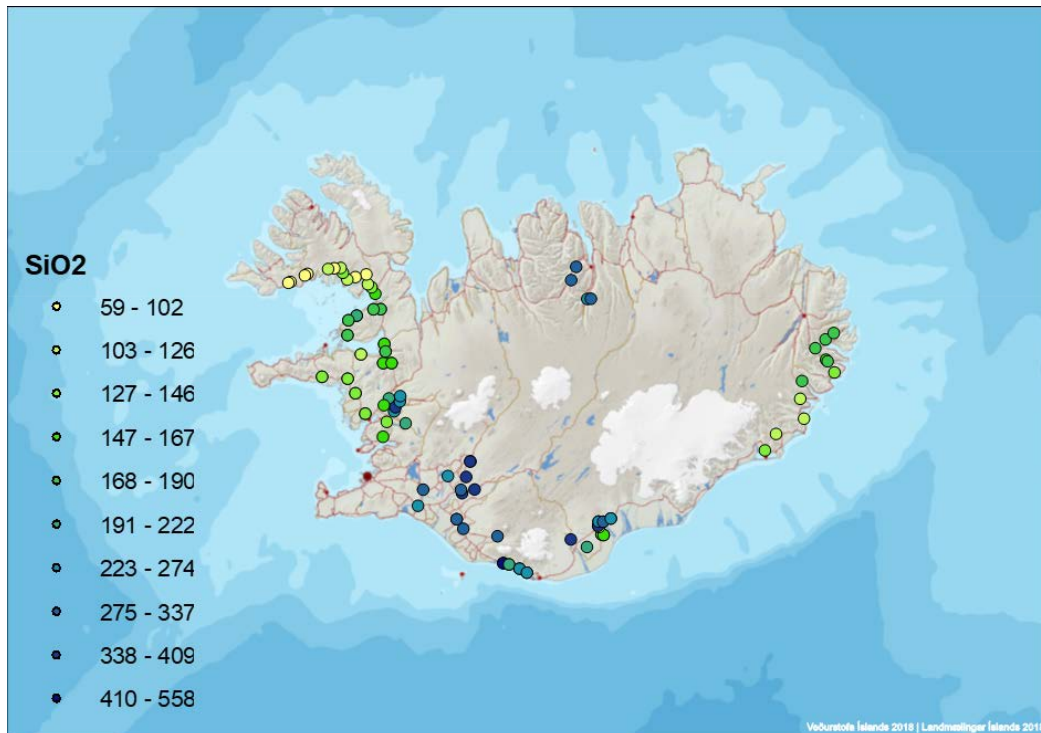 SiO2
59 - 102
103 - 126
127 - 146
147 - 167
168 - 190
191 - 222
223 - 274
275 - 337
338 - 409
410 - 558
Veðurstofa Íslands 2018 | Landmælingar Íslands 2018